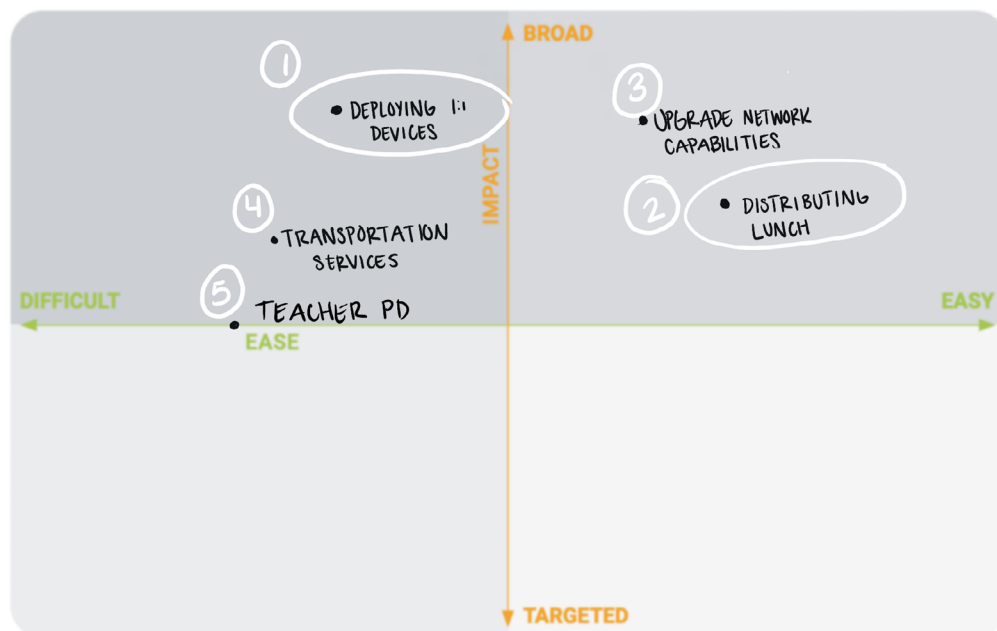 BROAD
1
3
• DEPLOYING 1:1
DEVICES
• UPGRADE NETWORK
CAPABILITIES
IMPACT
4
2
• DISTRIBUTING
LUNCH
• TRANSPORTATION
SERVICES
5
TEACHER PD
DIFFICULT
EASY
EASE
TARGETED